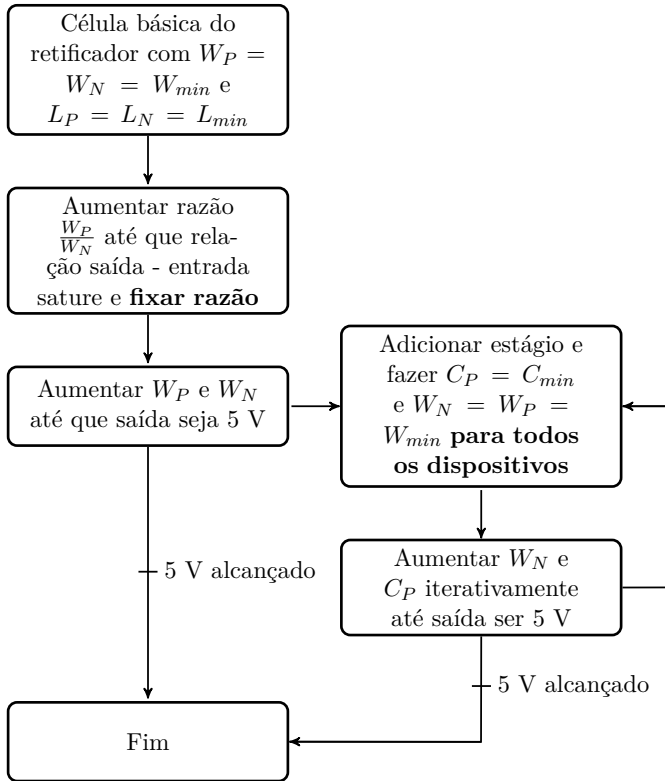 Célula básica do
retificador com W_P =
W_N = W_min e
L_P = L_N = L_min
Aumentar razão
W_P/W_N até que rela-
ção saída - entrada
sature e fixar razão
Aumentar W_P e W_N
até que saída seja 5 V
Adicionar estágio e
fazer C_P = C_min
e W_N = W_P =
W_min para todos
os dispositivos
Aumentar W_N e
C_P iterativamente
até saída ser 5 V
5 V alcançado
5 V alcançado
Fim